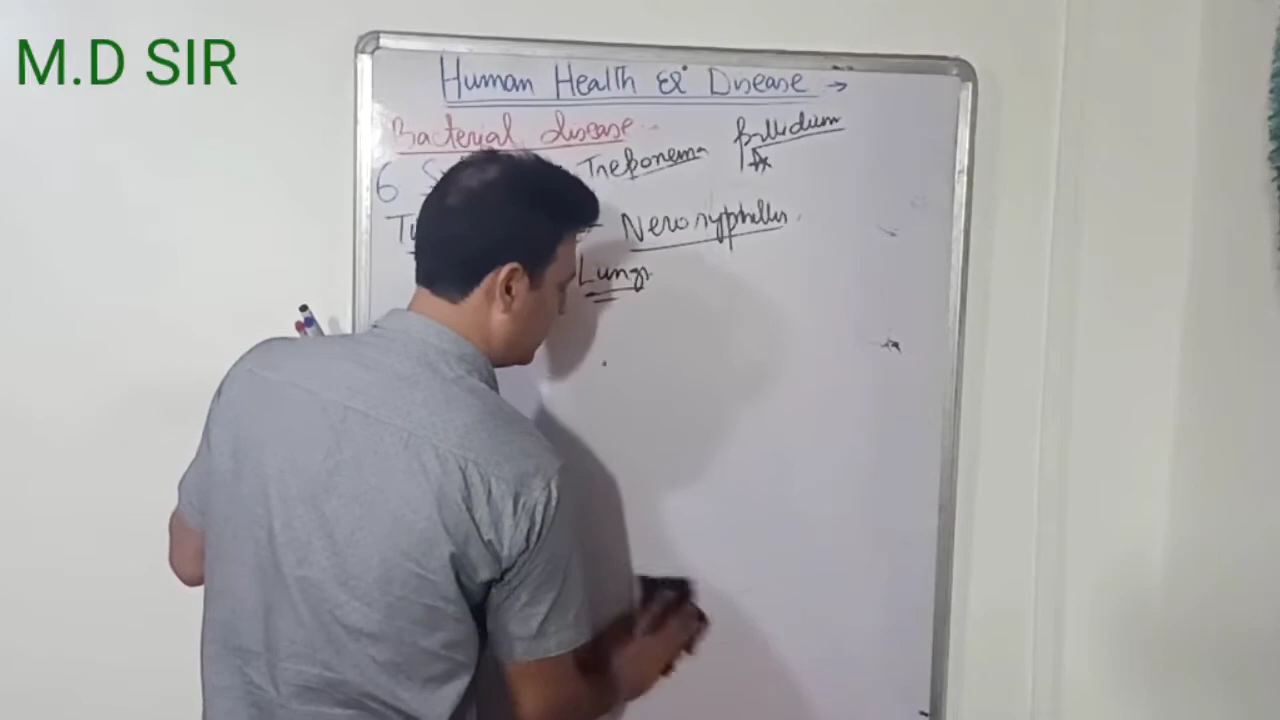 M.D SIR
Human Health & Disease →
Bacterial disease
Treponema pallidum
6
Nerosyphilis
Lungs